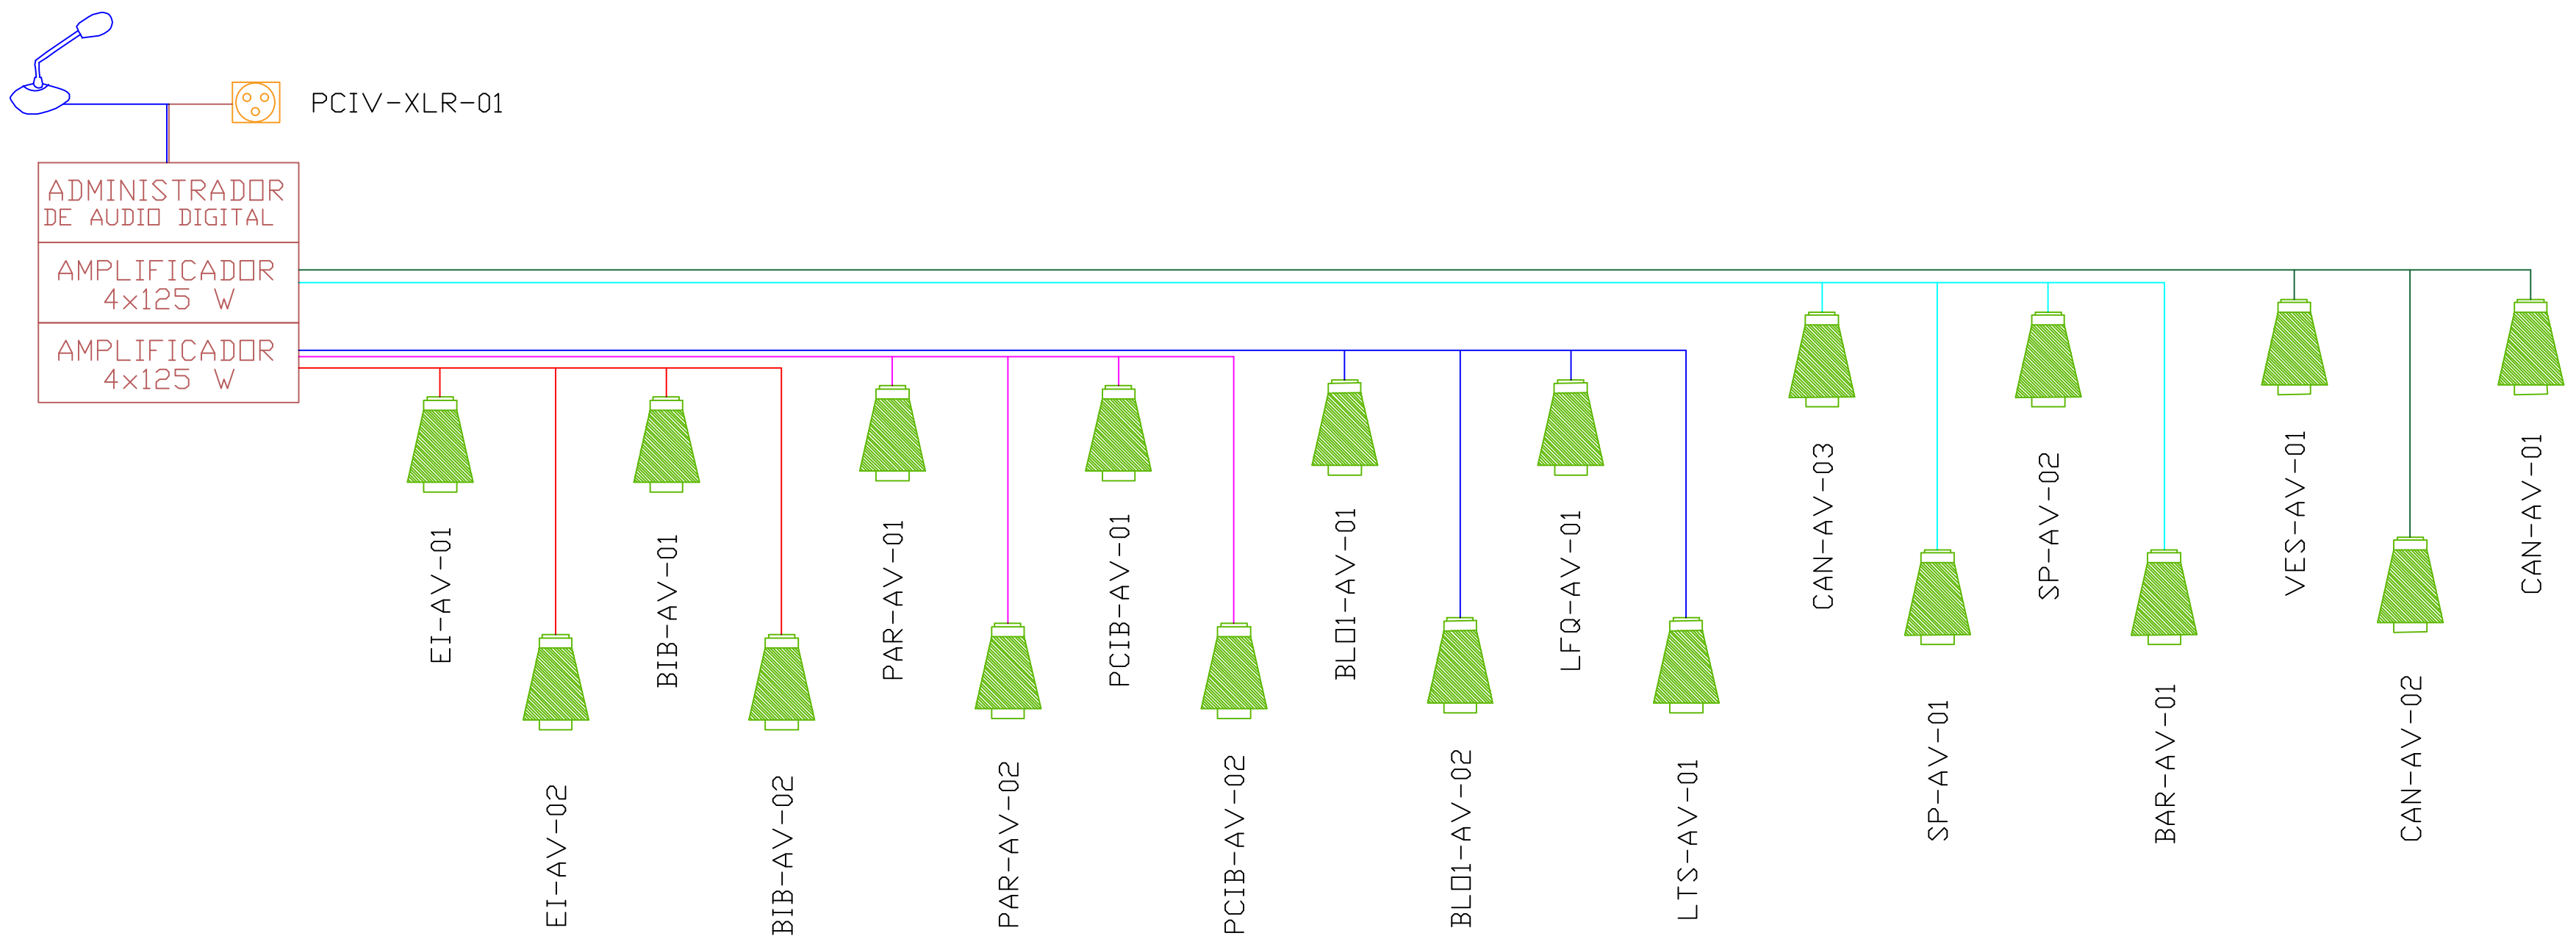 PCIV-XLR-01
ADMINISTRADOR
DE AUDIO DIGITAL
AMPLIFICADOR
4x125 W
AMPLIFICADOR
4x125 W
EI-AV-01
EI-AV-02
BIB-AV-01
BIB-AV-02
PAR-AV-01
PAR-AV-02
PCIB-AV-01
PCIB-AV-02
BLO1-AV-01
BLO1-AV-02
LFQ-AV-01
LTS-AV-01
CAN-AV-03
SP-AV-01
SP-AV-02
BAR-AV-01
VES-AV-01
CAN-AV-02
CAN-AV-01